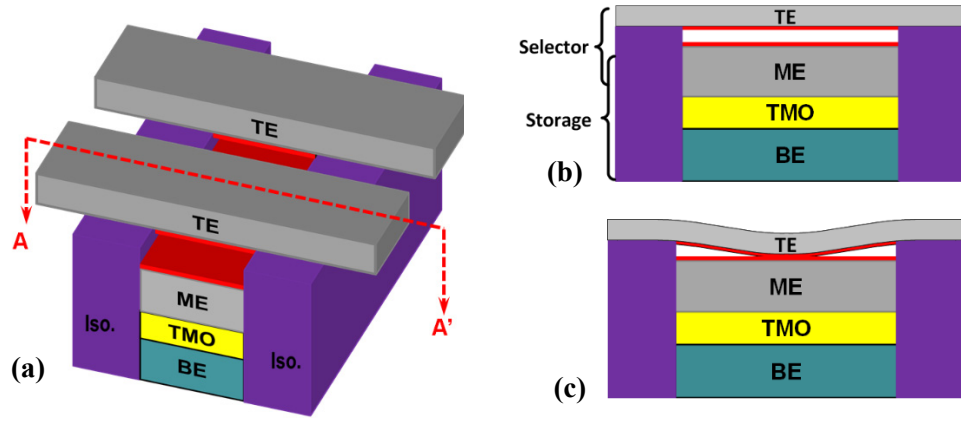 TE
TE
A
A'
ME
TMO
BE
Iso.
Iso.
(a)
TE
Selector
ME
Storage
TMO
BE
(b)
TE
ME
TMO
BE
(c)